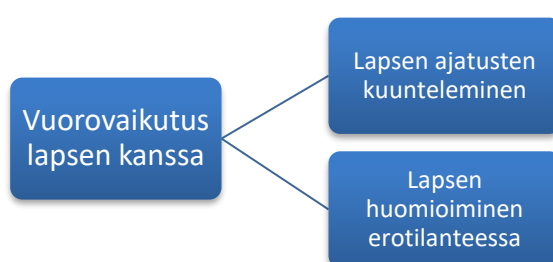 Vuorovaikutus
lapsen kanssa
Lapsen ajatusten
kuunteleminen
Lapsen
huomioiminen
erotilanteessa